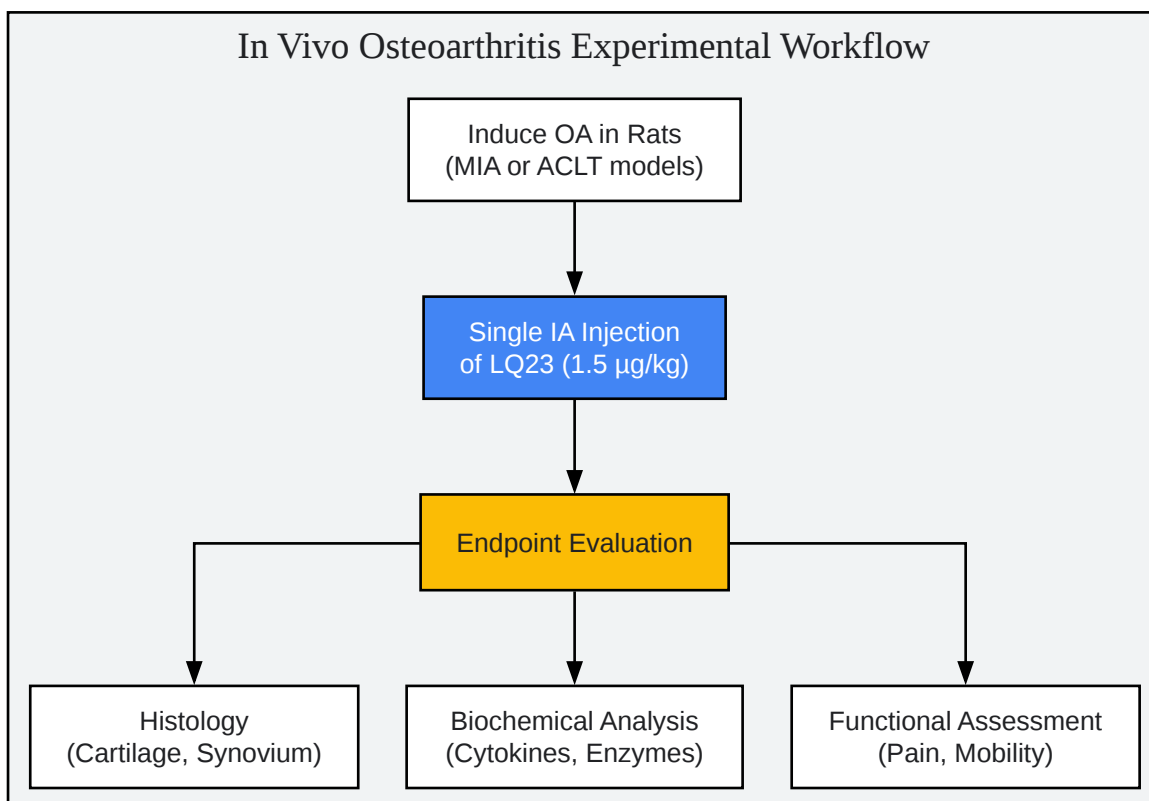 In Vivo Osteoarthritis Experimental Workflow
Induce OA in Rats
(MIA or ACLT models)
Single IA Injection
of LQ23 (1.5 µg/kg)
Endpoint Evaluation
Histology
(Cartilage, Synovium)
Biochemical Analysis
(Cytokines, Enzymes)
Functional Assessment
(Pain, Mobility)